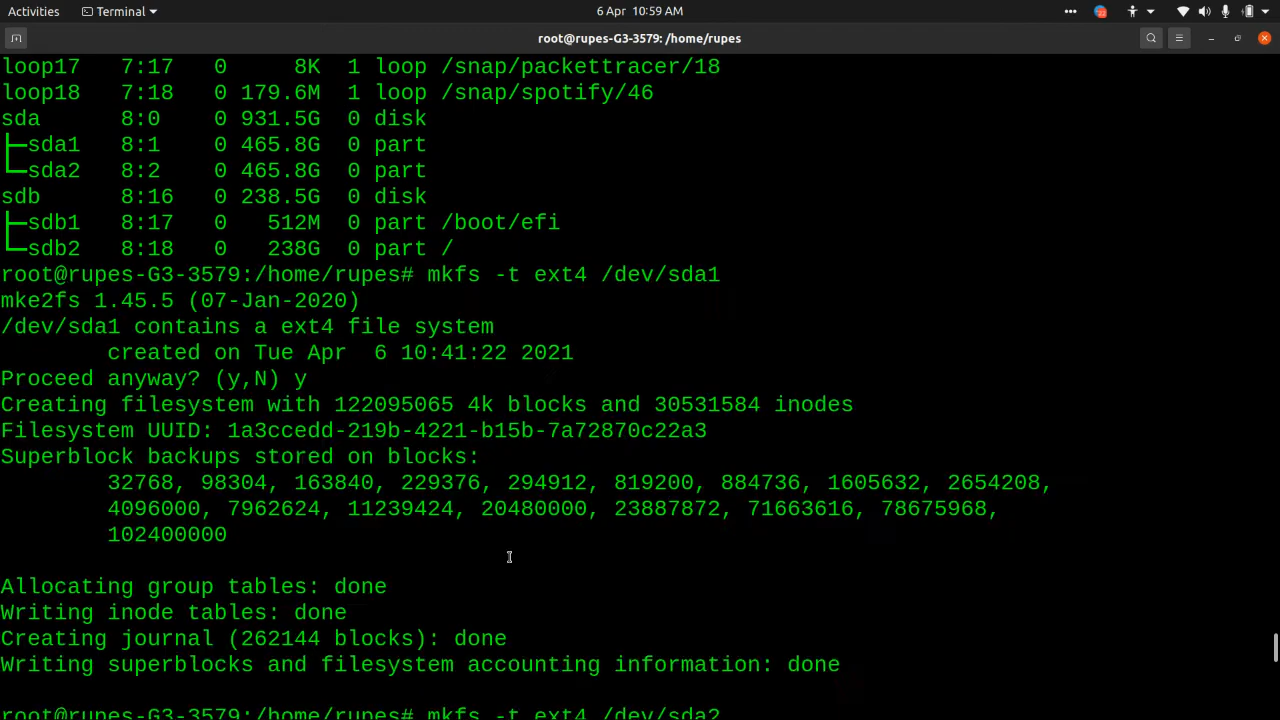 Activities Terminal 6 Apr 10:59 AM
root@rupes-G3-3579: /home/rupes
loop17 7:17 0 8K 1 loop /snap/packettracer/18
loop18 7:18 0 179.6M 1 loop /snap/spotify/46
sda 8:0 0 931.5G 0 disk
├─sda1 8:1 0 465.8G 0 part
└─sda2 8:2 0 465.8G 0 part
sdb 8:16 0 238.5G 0 disk
├─sdb1 8:17 0 512M 0 part /boot/efi
└─sdb2 8:18 0 238G 0 part /
root@rupes-G3-3579:/home/rupes# mkfs -t ext4 /dev/sda1
mke2fs 1.45.5 (07-Jan-2020)
/dev/sda1 contains a ext4 file system
created on Tue Apr 6 10:41:22 2021
Proceed anyway? (y,N) y
Creating filesystem with 122095065 4k blocks and 30531584 inodes
Filesystem UUID: 1a3ccedd-219b-4221-b15b-7a72870c22a3
Superblock backups stored on blocks:
32768, 98304, 163840, 229376, 294912, 819200, 884736, 1605632, 2654208,
4096000, 7962624, 11239424, 20480000, 23887872, 71663616, 78675968,
102400000
Allocating group tables: done
Writing inode tables: done
Creating journal (262144 blocks): done
Writing superblocks and filesystem accounting information: done
root@rupes-G3-3579:/home/rupes# mkfs -t ext4 /dev/sda2